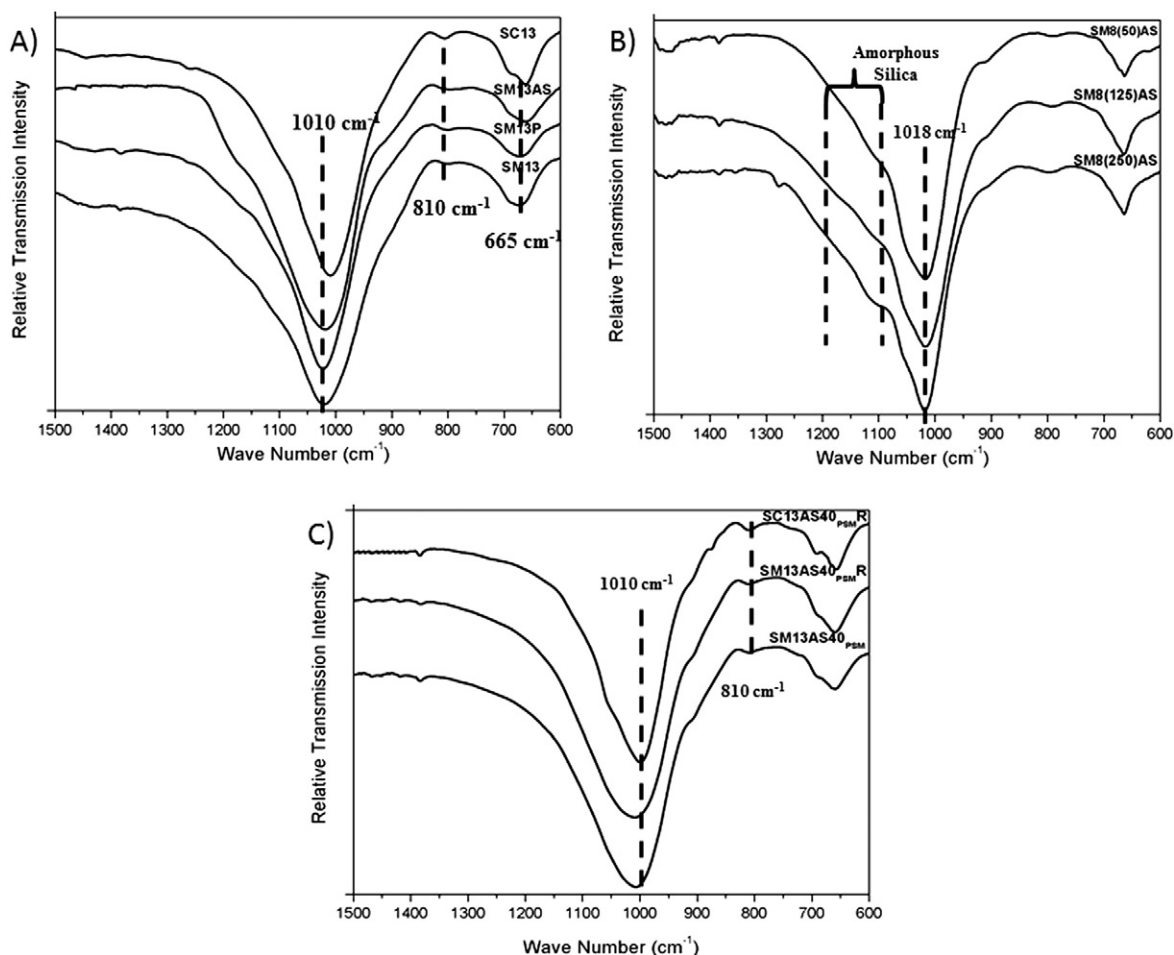 A)
SC13
SM13AS
SM13P
SM13
1010 cm-1
810 cm-1
665 cm-1
Relative Transmission Intensity
1500 1400 1300 1200 1100 1000 900 800 700 600
Wave Number (cm-1)
B)
Amorphous
Silica
SM8(50)AS
SM8(125)AS
SM8(250)AS
1018 cm-1
Relative Transmission Intensity
1500 1400 1300 1200 1100 1000 900 800 700 600
Wave Number (cm-1)
C)
SC13AS40PSMR
SM13AS40PSMR
SM13AS40PSM
1010 cm-1
810 cm-1
Relative Transmission Intensity
1500 1400 1300 1200 1100 1000 900 800 700 600
Wave Number (cm-1)